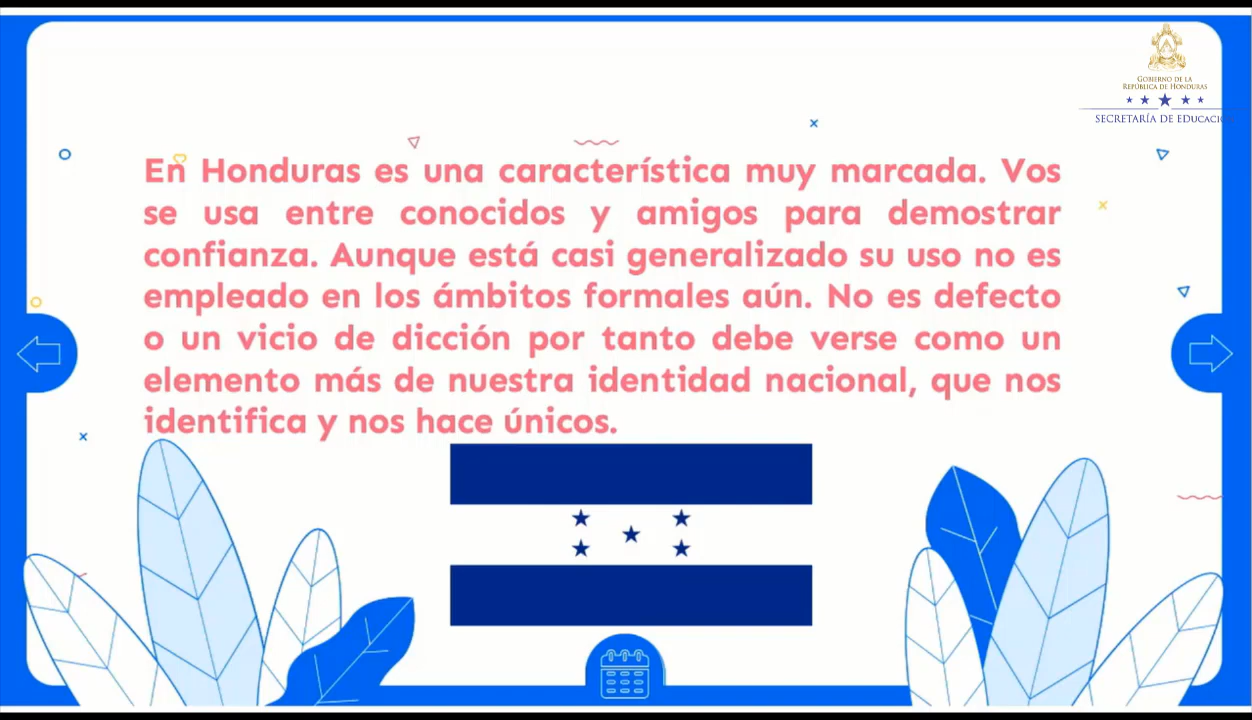 GOBIERNO DE LA
REPÚBLICA DE HONDURAS
SECRETARÍA DE EDUCACIÓ
En Honduras es una característica muy marcada. Vos
se usa entre conocidos y amigos para demostrar
confianza. Aunque está casi generalizado su uso no es
empleado en los ámbitos formales aún. No es defecto
o un vicio de dicción por tanto debe verse como un
elemento más de nuestra identidad nacional, que nos
identifica y nos hace únicos.